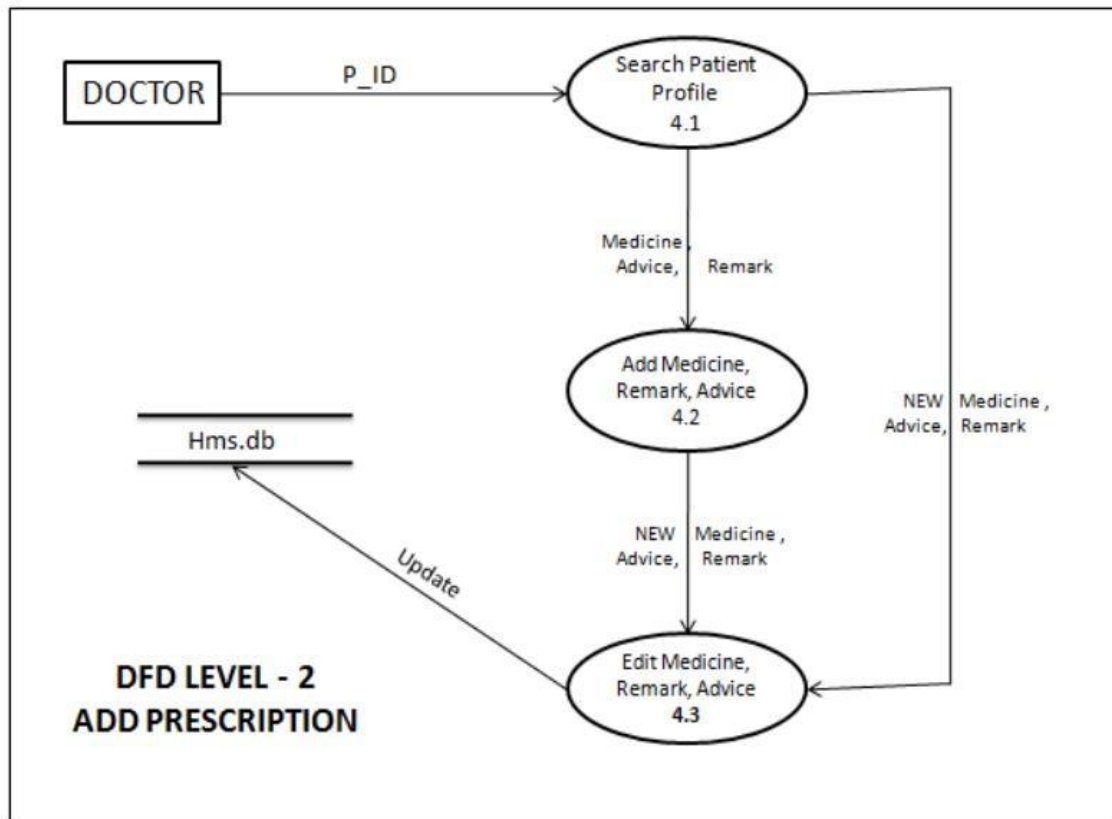 DOCTOR
P_ID
Search Patient
Profile
4.1
Medicine ,
Advice, Remark
Add Medicine,
Remark, Advice
4.2
NEW Medicine ,
Advice, Remark
Hms.db
NEW Medicine ,
Advice, Remark
Update
Edit Medicine,
Remark, Advice
4.3
DFD LEVEL - 2
ADD PRESCRIPTION